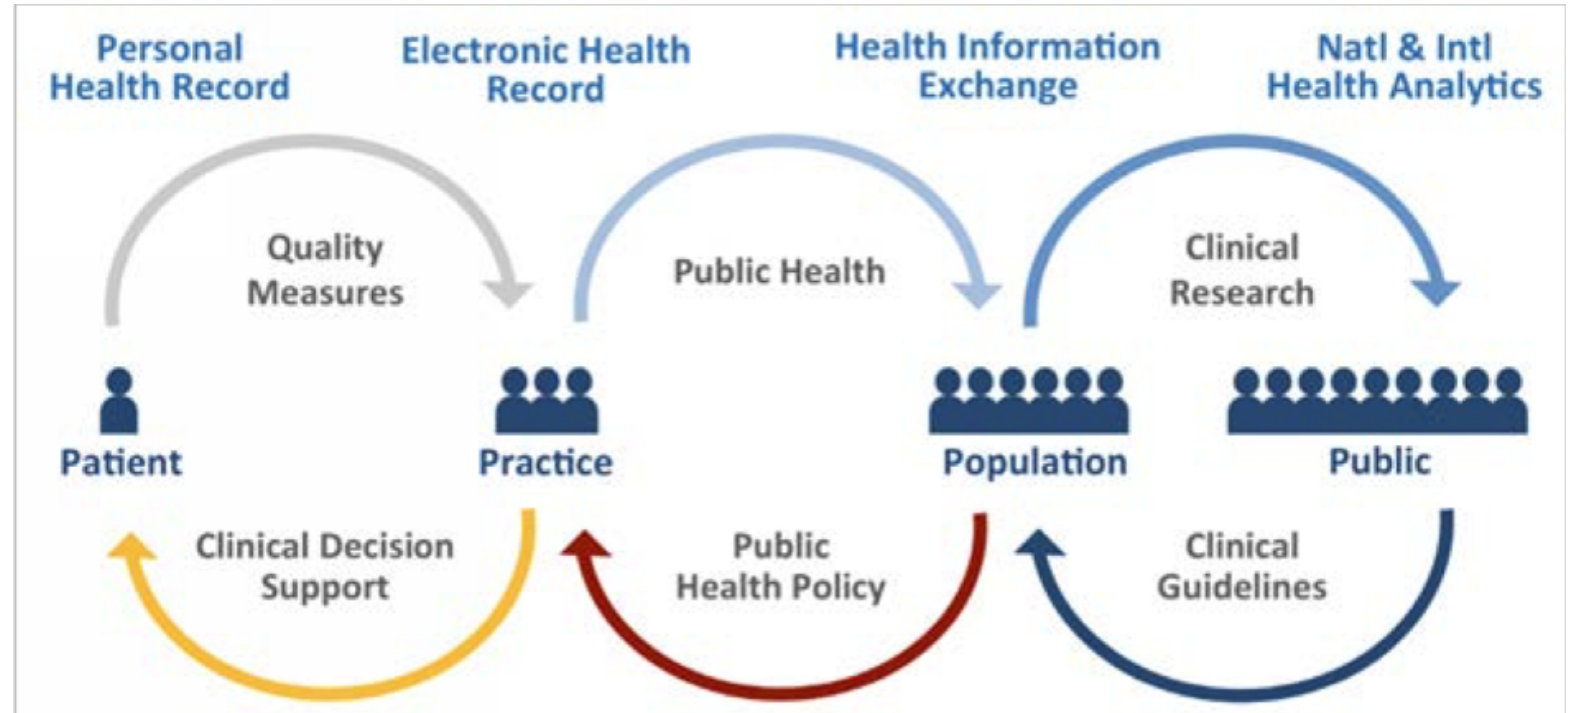 Personal
Health Record
Electronic Health
Record
Health Information
Exchange
Natl & Intl
Health Analytics
Quality
Measures
Public Health
Clinical
Research
Patient
Practice
Population
Public
Clinical Decision
Support
Public
Health Policy
Clinical
Guidelines